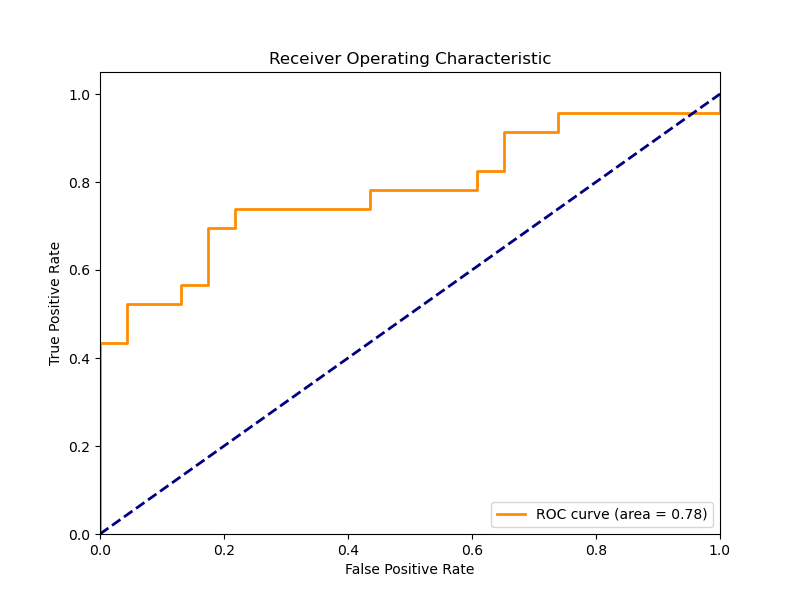 Receiver Operating Characteristic
True Positive Rate
1.0
0.8
0.6
0.4
0.2
0.0
ROC curve (area = 0.78)
0.0 0.2 0.4 0.6 0.8 1.0
False Positive Rate